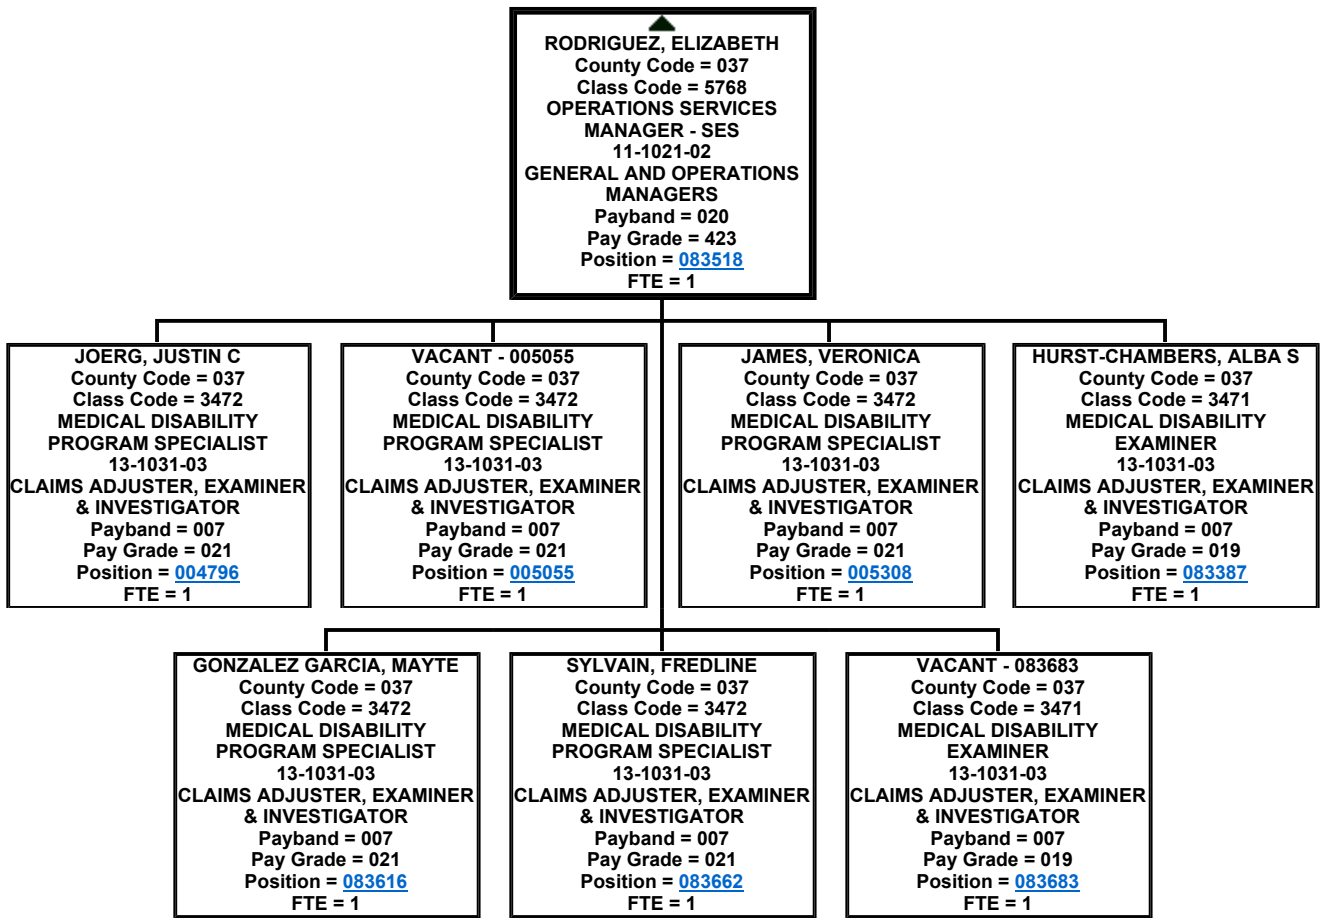 RODRIGUEZ, ELIZABETH
County Code = 037
Class Code = 5768
OPERATIONS SERVICES
MANAGER - SES
11-1021-02
GENERAL AND OPERATIONS
MANAGERS
Payband = 020
Pay Grade = 423
Position = 083518
FTE = 1
JOERG, JUSTIN C
County Code = 037
Class Code = 3472
MEDICAL DISABILITY
PROGRAM SPECIALIST
13-1031-03
CLAIMS ADJUSTER, EXAMINER
& INVESTIGATOR
Payband = 007
Pay Grade = 021
Position = 004796
FTE = 1
VACANT - 005055
County Code = 037
Class Code = 3472
MEDICAL DISABILITY
PROGRAM SPECIALIST
13-1031-03
CLAIMS ADJUSTER, EXAMINER
& INVESTIGATOR
Payband = 007
Pay Grade = 021
Position = 005055
FTE = 1
JAMES, VERONICA
County Code = 037
Class Code = 3472
MEDICAL DISABILITY
PROGRAM SPECIALIST
13-1031-03
CLAIMS ADJUSTER, EXAMINER
& INVESTIGATOR
Payband = 007
Pay Grade = 021
Position = 005308
FTE = 1
HURST-CHAMBERS, ALBA S
County Code = 037
Class Code = 3471
MEDICAL DISABILITY
EXAMINER
13-1031-03
CLAIMS ADJUSTER, EXAMINER
& INVESTIGATOR
Payband = 007
Pay Grade = 019
Position = 083387
FTE = 1
GONZALEZ GARCIA, MAYTE
County Code = 037
Class Code = 3472
MEDICAL DISABILITY
PROGRAM SPECIALIST
13-1031-03
CLAIMS ADJUSTER, EXAMINER
& INVESTIGATOR
Payband = 007
Pay Grade = 021
Position = 083616
FTE = 1
SYLVAIN, FREDLINE
County Code = 037
Class Code = 3472
MEDICAL DISABILITY
PROGRAM SPECIALIST
13-1031-03
CLAIMS ADJUSTER, EXAMINER
& INVESTIGATOR
Payband = 007
Pay Grade = 021
Position = 083662
FTE = 1
VACANT - 083683
County Code = 037
Class Code = 3471
MEDICAL DISABILITY
EXAMINER
13-1031-03
CLAIMS ADJUSTER, EXAMINER
& INVESTIGATOR
Payband = 007
Pay Grade = 019
Position = 083683
FTE = 1